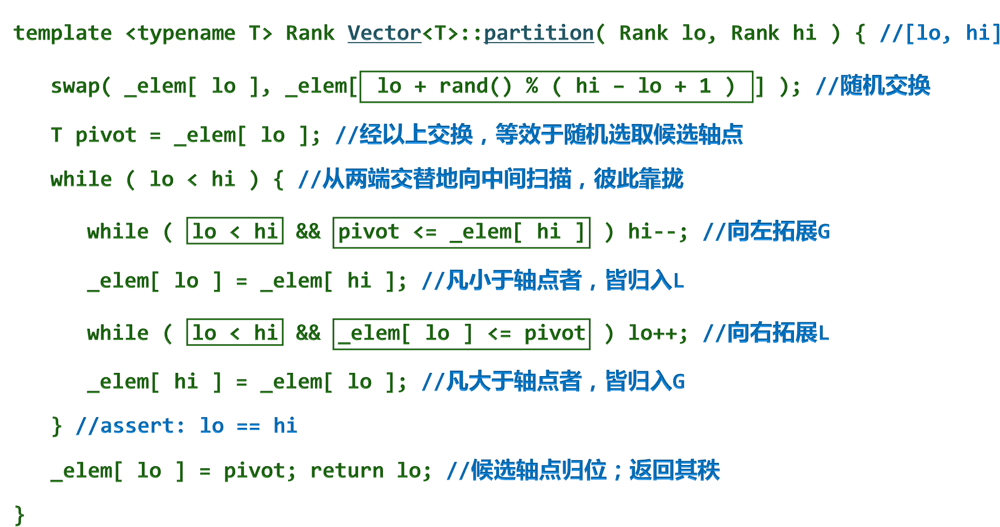 template <typename T> Rank Vector<T>::partition( Rank lo, Rank hi ) { //[lo, hi]
swap( _elem[ lo ], _elem[ lo + rand() % ( hi – lo + 1 ) ] ); //随机交换
T pivot = _elem[ lo ]; //经以上交换，等效于随机选取候选轴点
while ( lo < hi ) { //从两端交替地向中间扫描，彼此靠拢
while ( lo < hi && pivot <= _elem[ hi ] ) hi--; //向左拓展G
_elem[ lo ] = _elem[ hi ]; //凡小于轴点者，皆归入L
while ( lo < hi && _elem[ lo ] <= pivot ) lo++; //向右拓展L
_elem[ hi ] = _elem[ lo ]; //凡大于轴点者，皆归入G
} //assert: lo == hi
_elem[ lo ] = pivot; return lo; //候选轴点归位；返回其秩
}